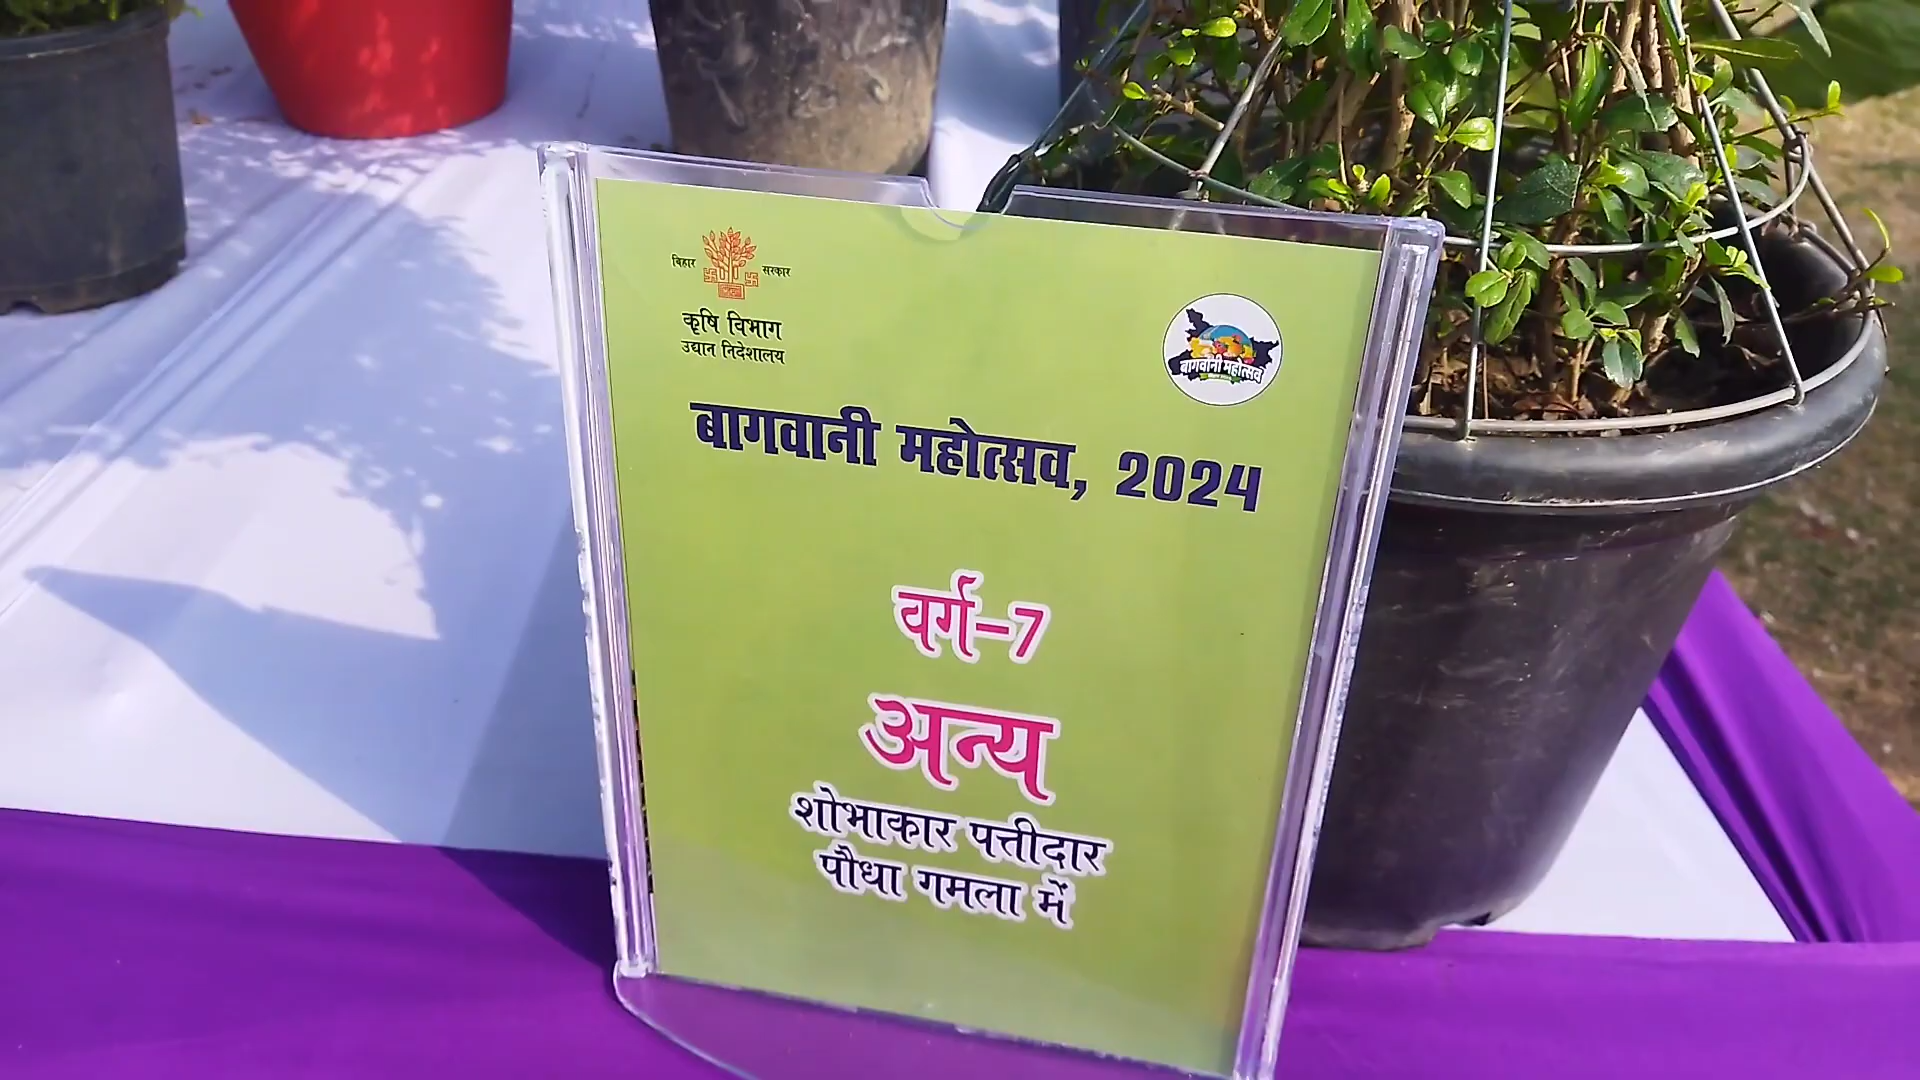 बिहार सरकार
कृषि विभाग
उद्यान निदेशालय
बागवानी महोत्सव
बागवानी महोत्सव, 2024
वर्ग–7
अन्य
शोभाकार पत्तीदार
पौधा गमला में